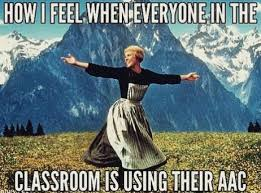 HOW I FEEL WHEN EVERYONE IN THE
CLASSROOM IS USING THEIR AAC